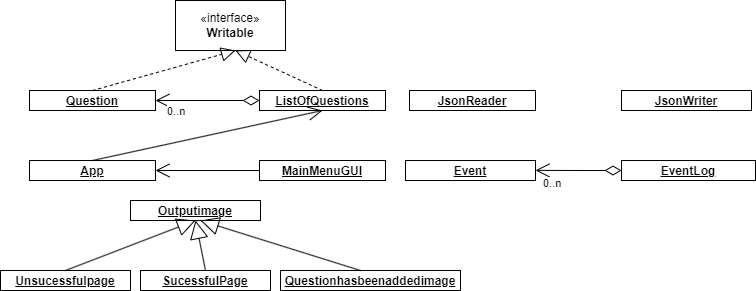 «interface»
Writable
Question
ListOfQuestions
JsonReader
JsonWriter
0..n
App
MainMenuGUI
Event
EventLog
0..n
Outputimage
Unsucessfulpage
SucessfulPage
Questionhasbeenaddedimage